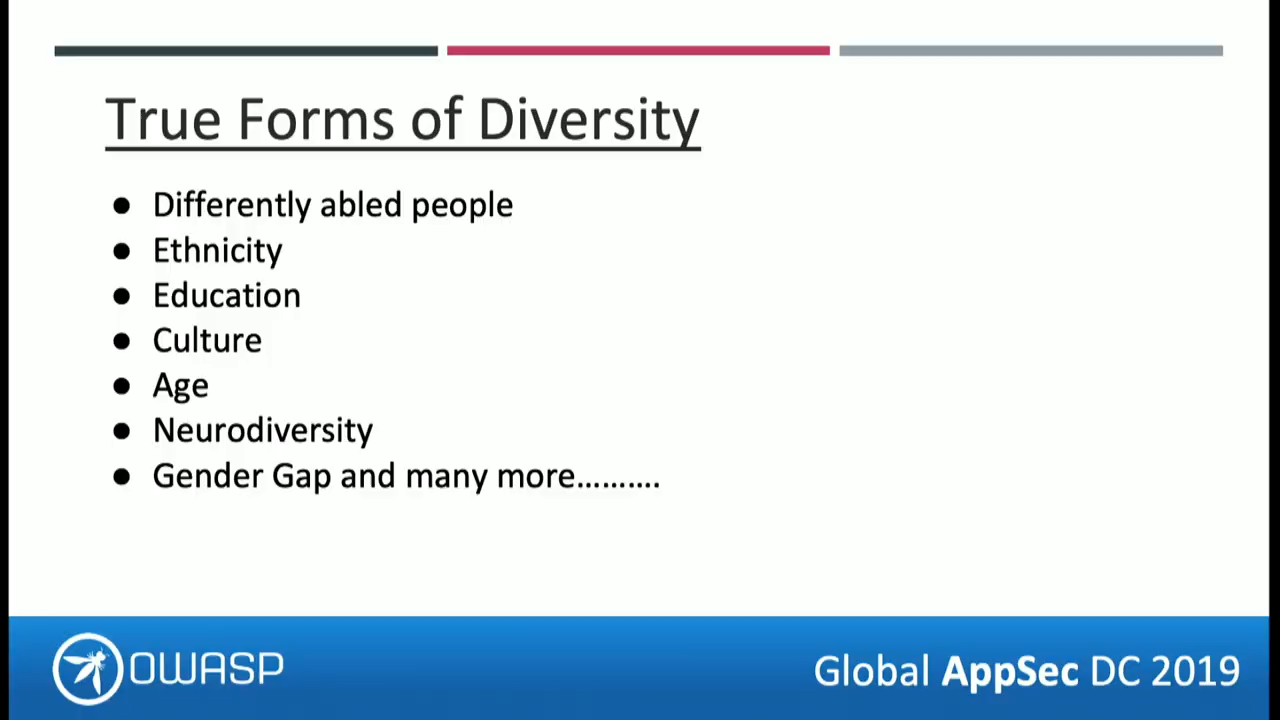 True Forms of Diversity
● Differently abled people
● Ethnicity
● Education
● Culture
● Age
● Neurodiversity
● Gender Gap and many more……….
OWASP
Global AppSec DC 2019